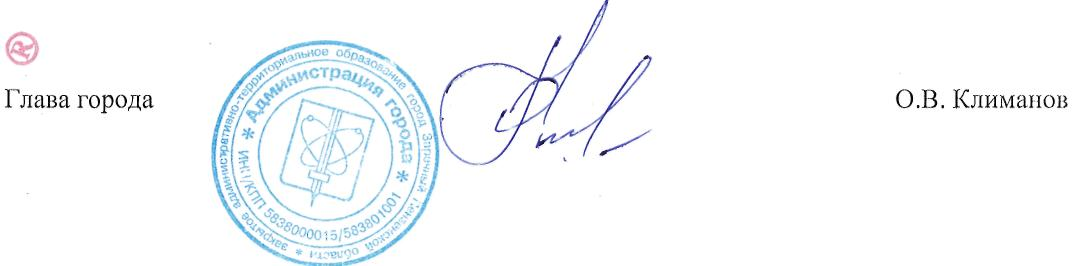 ®
Глава города
О.В. Климанов
закрытое административно-территориальное образование город Заречный Пензенской области *
* Администрация города *
ИНН/КПП 5838000015/583801001